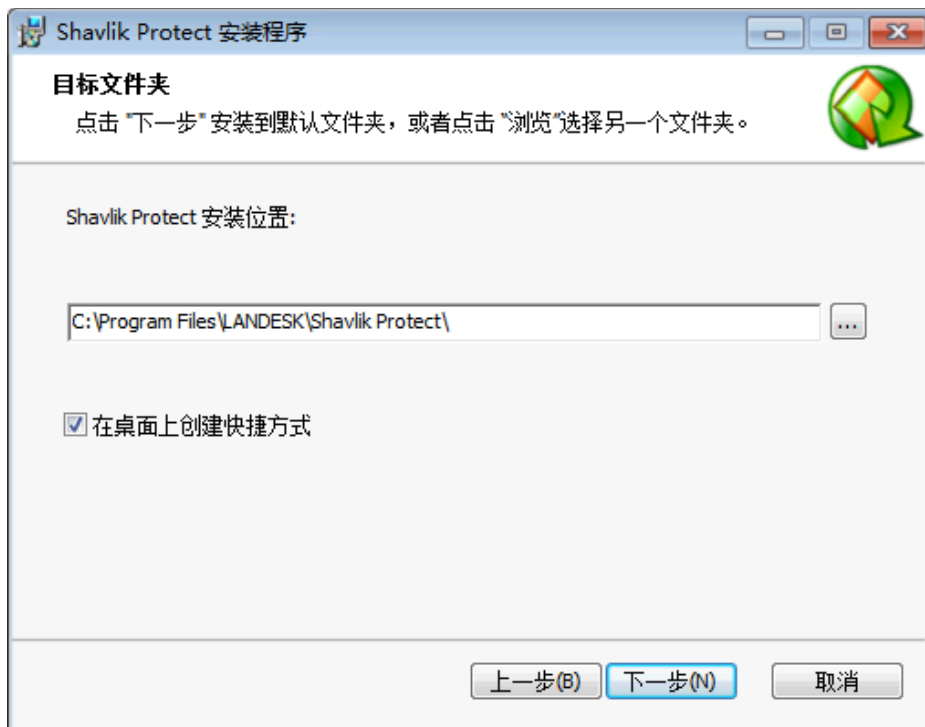 Shavlik Protect 安装程序
目标文件夹
点击 "下一步" 安装到默认文件夹，或者点击 "浏览"选择另一个文件夹。
Shavlik Protect 安装位置:
C:\Program Files\LANDESK\Shavlik Protect\
...
在桌面上创建快捷方式
上一步(B) 下一步(N) 取消